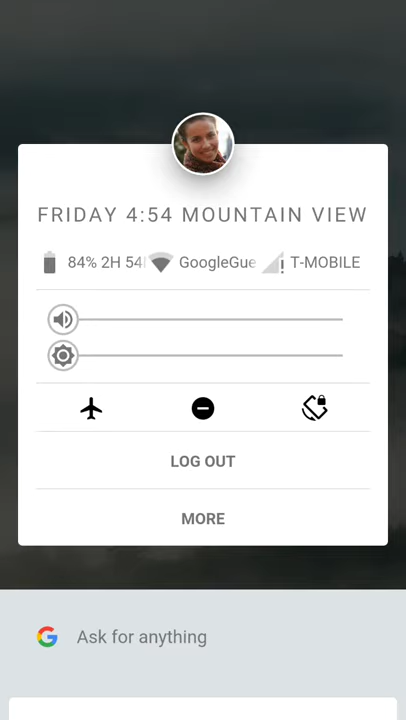 FRIDAY 4:54 MOUNTAIN VIEW
84% 2H 54 GoogleGue T-MOBILE
LOG OUT
MORE
Ask for anything